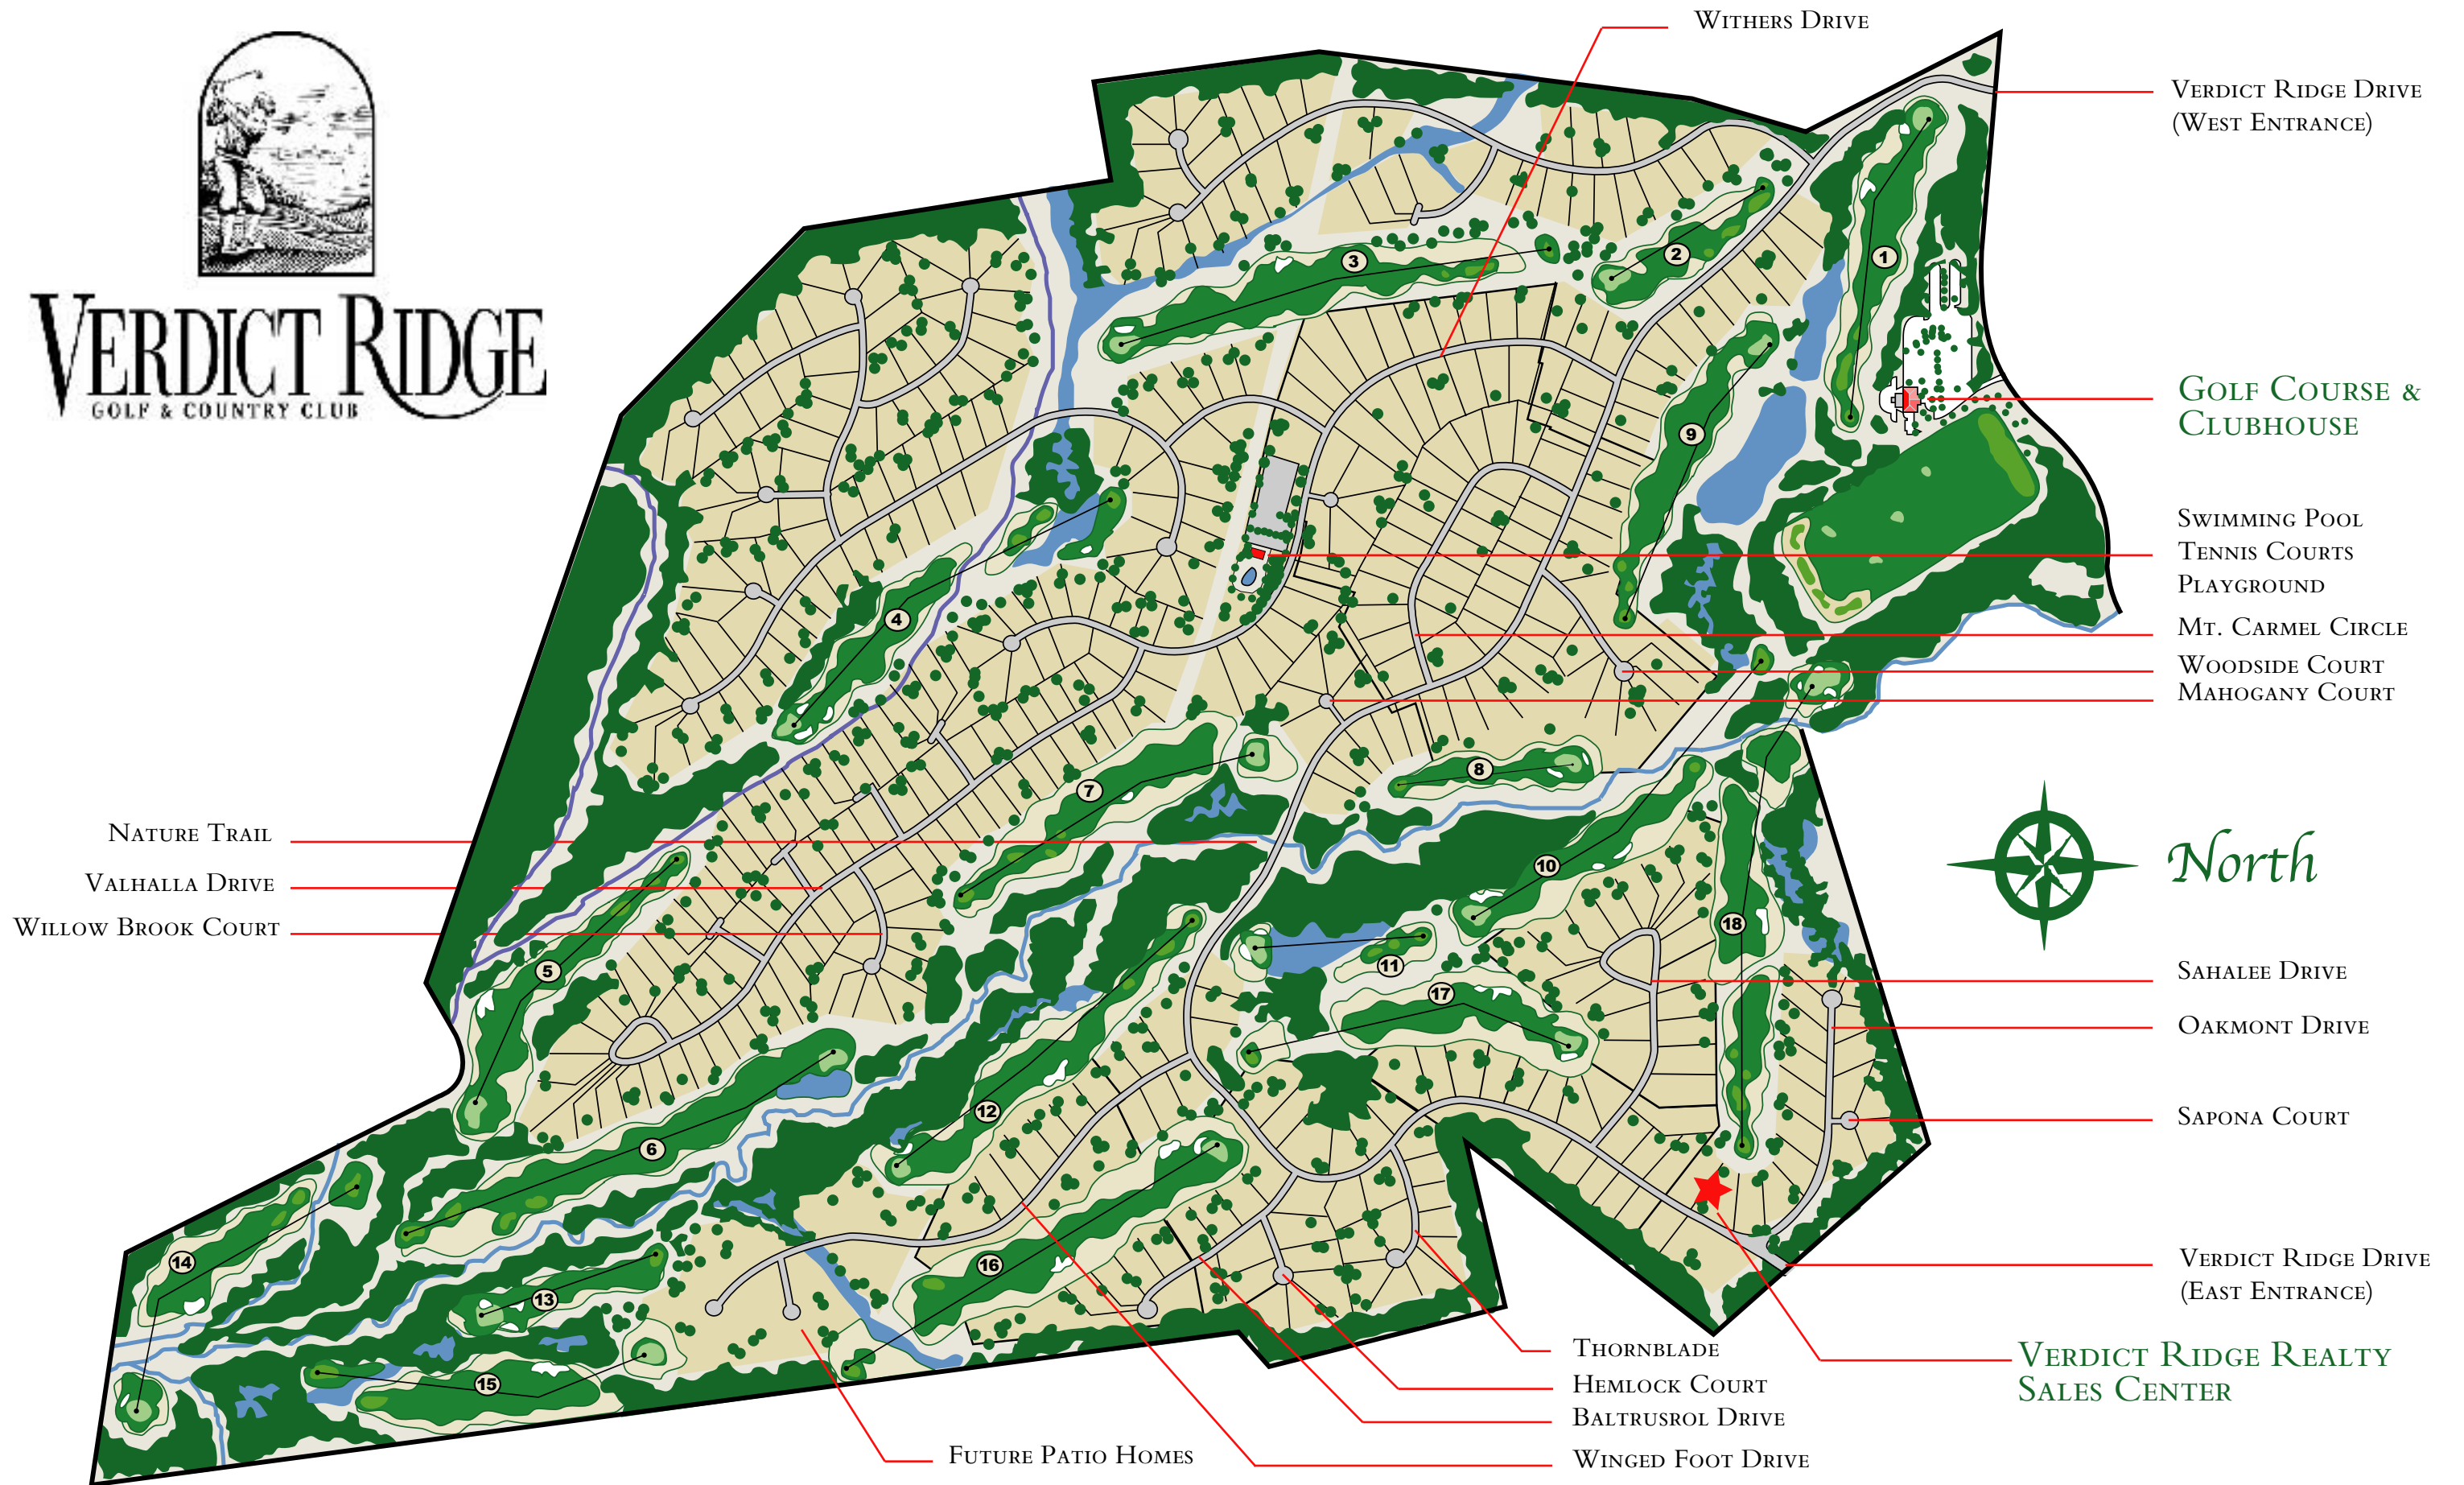 Withers Drive
Verdict Ridge Drive
(West Entrance)
Verdict Ridge
Golf & Country Club
Golf Course &
Clubhouse
Swimming Pool
Tennis Courts
Playground
Mt. Carmel Circle
Woodside Court
Mahogany Court
Nature Trail
Valhalla Drive
Willow Brook Court
North
Sahalee Drive
Oakmont Drive
Sapona Court
Verdict Ridge Drive
(East Entrance)
Verdict Ridge Realty
Sales Center
Thornblade
Hemlock Court
Baltrusrol Drive
Winged Foot Drive
Future Patio Homes
1
2
3
4
5
6
7
8
9
10
11
12
13
14
15
16
17
18